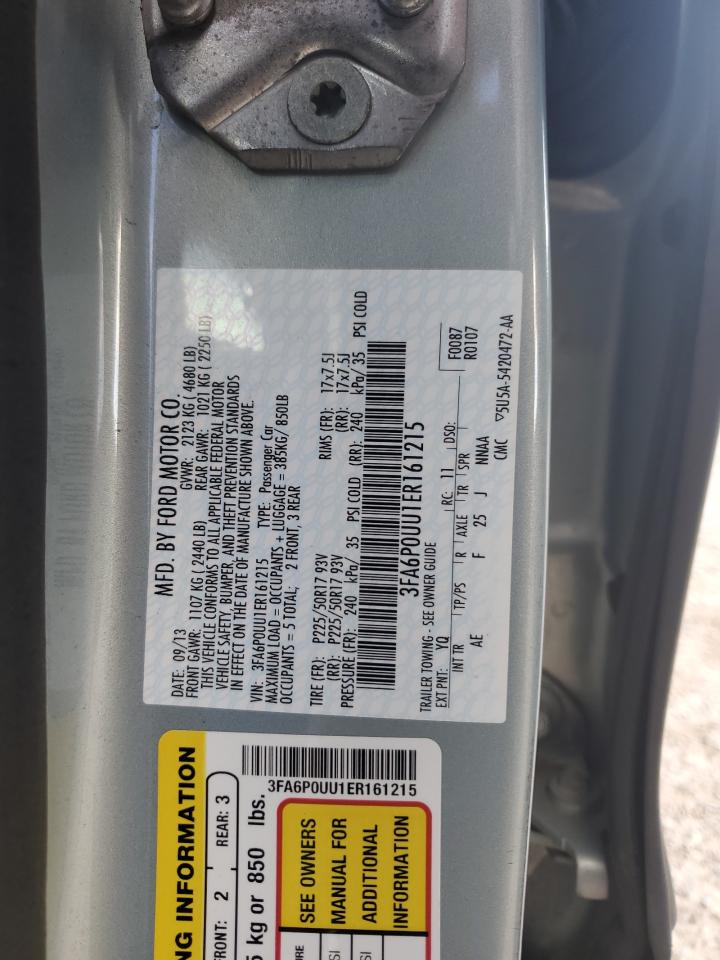 MFD. BY FORD MOTOR CO.
DATE: 09/13 GVWR: 2123 KG ( 4680 LB)
FRONT GAWR: 1107 KG ( 2440 LB) REAR GAWR: 1021 KG ( 2250 LB)
THIS VEHICLE CONFORMS TO ALL APPLICABLE FEDERAL MOTOR
VEHICLE SAFETY, BUMPER, AND THEFT PREVENTION STANDARDS
IN EFFECT ON THE DATE OF MANUFACTURE SHOWN ABOVE.
VIN: 3FA6P0UU1ER161215 TYPE: Passenger Car
MAXIMUM LOAD = OCCUPANTS + LUGGAGE = 385KG/ 850LB
OCCUPANTS = 5 TOTAL: 2 FRONT, 3 REAR
TIRE (FR): P225/50R17 93V RIMS (FR): 17x7.5J
(RR): P225/50R17 93V (RR): 17x7.5J
PRESSURE (FR): 240 kPa/ 35 PSI COLD (RR): 240 kPa/ 35 PSI COLD
3FA6P0UU1ER161215
TRAILER TOWING - SEE OWNER GUIDE
EXT PNT: YQ RC: 11 DSO: F0087
R0107
INT TR TP/PS R AXLE TR SPR
AE F 25 J NNAA
CMC ▽5U5A-5420472-AA
NG INFORMATION
FRONT: 2 REAR: 3
5 kg or 850 lbs.
3FA6P0UU1ER161215
SEE OWNERS
MANUAL FOR
ADDITIONAL
INFORMATION